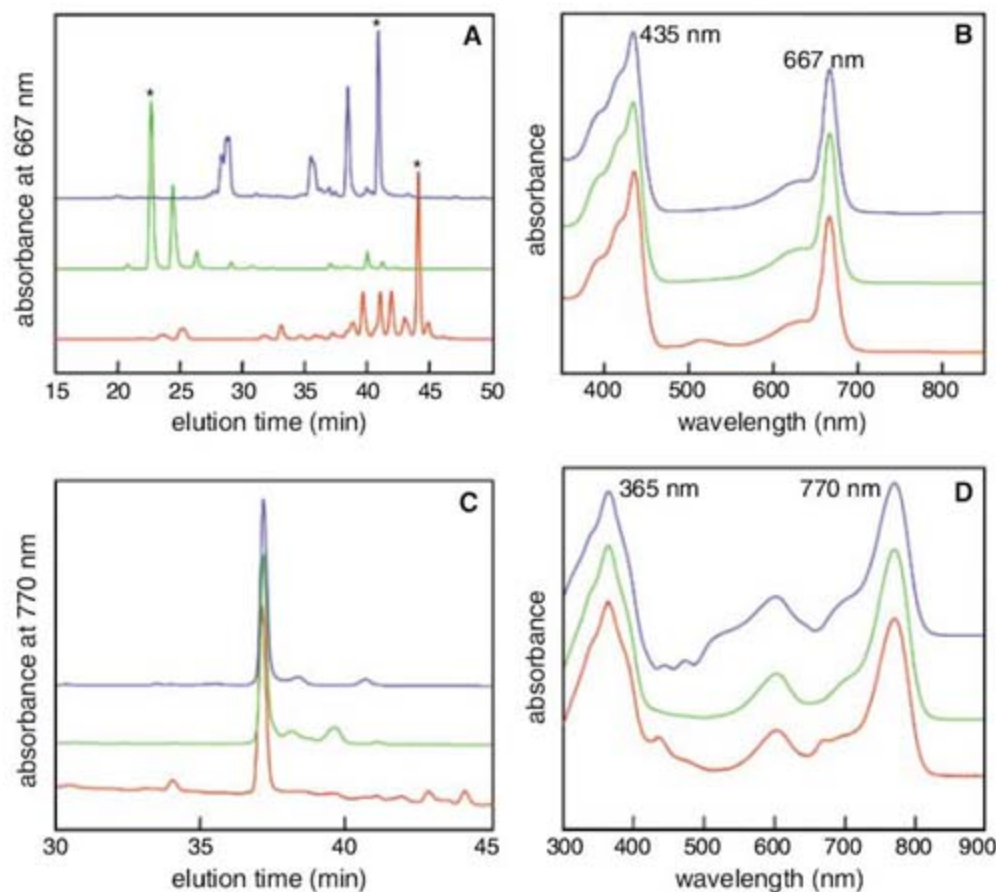 A
*
*
*
absorbance at 667 nm
15 20 25 30 35 40 45 50
elution time (min)
B
435 nm
667 nm
absorbance
400 500 600 700 800
wavelength (nm)
C
absorbance at 770 nm
30 35 40 45
elution time (min)
D
365 nm 770 nm
absorbance
300 400 500 600 700 800 900
wavelength (nm)